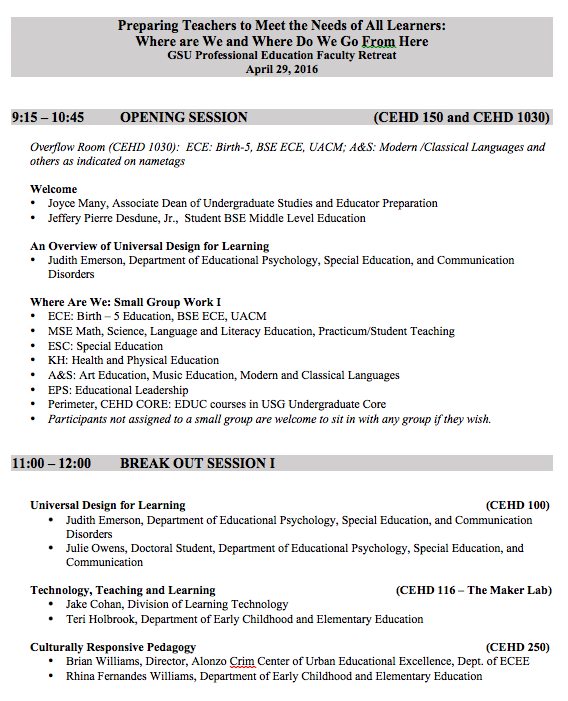 Preparing Teachers to Meet the Needs of All Learners:
Where are We and Where Do We Go From Here
GSU Professional Education Faculty Retreat
April 29, 2016
9:15 – 10:45 OPENING SESSION (CEHD 150 and CEHD 1030)
Overflow Room (CEHD 1030): ECE: Birth-5, BSE ECE, UACM; A&S: Modern /Classical Languages and
others as indicated on nametags
Welcome
• Joyce Many, Associate Dean of Undergraduate Studies and Educator Preparation
• Jeffery Pierre Desdune, Jr., Student BSE Middle Level Education
An Overview of Universal Design for Learning
• Judith Emerson, Department of Educational Psychology, Special Education, and Communication
Disorders
Where Are We: Small Group Work I
• ECE: Birth – 5 Education, BSE ECE, UACM
• MSE Math, Science, Language and Literacy Education, Practicum/Student Teaching
• ESC: Special Education
• KH: Health and Physical Education
• A&S: Art Education, Music Education, Modern and Classical Languages
• EPS: Educational Leadership
• Perimeter, CEHD CORE: EDUC courses in USG Undergraduate Core
• Participants not assigned to a small group are welcome to sit in with any group if they wish.
11:00 – 12:00 BREAK OUT SESSION I
Universal Design for Learning (CEHD 100)
• Judith Emerson, Department of Educational Psychology, Special Education, and Communication
Disorders
• Julie Owens, Doctoral Student, Department of Educational Psychology, Special Education, and
Communication
Technology, Teaching and Learning (CEHD 116 – The Maker Lab)
• Jake Cohan, Division of Learning Technology
• Teri Holbrook, Department of Early Childhood and Elementary Education
Culturally Responsive Pedagogy (CEHD 250)
• Brian Williams, Director, Alonzo Crim Center of Urban Educational Excellence, Dept. of ECEE
• Rhina Fernandes Williams, Department of Early Childhood and Elementary Education